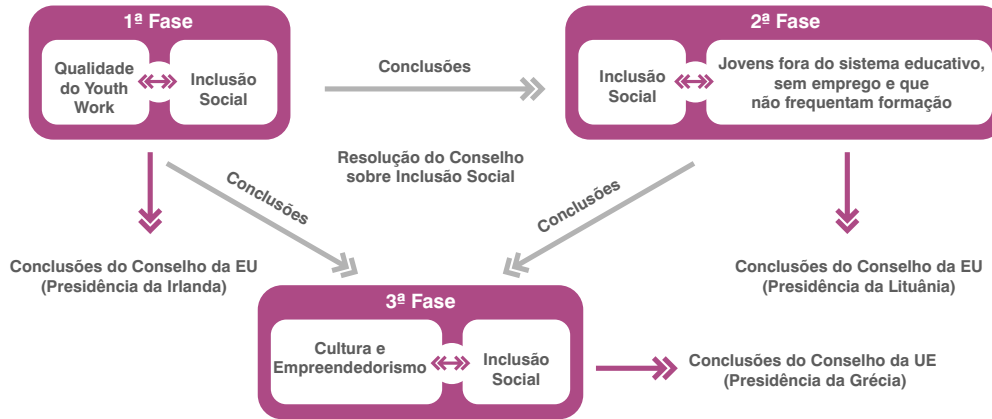 1ª Fase
Qualidade
do Youth
Work
Inclusão
Social
Conclusões
2ª Fase
Inclusão
Social
Jovens fora do sistema educativo,
sem emprego e que
não frequentam formação
Resolução do Conselho
sobre Inclusão Social
Conclusões
Conclusões
Conclusões do Conselho da EU
(Presidência da Irlanda)
Conclusões do Conselho da EU
(Presidência da Lituânia)
3ª Fase
Cultura e
Empreendedorismo
Inclusão
Social
Conclusões do Conselho da UE
(Presidência da Grécia)